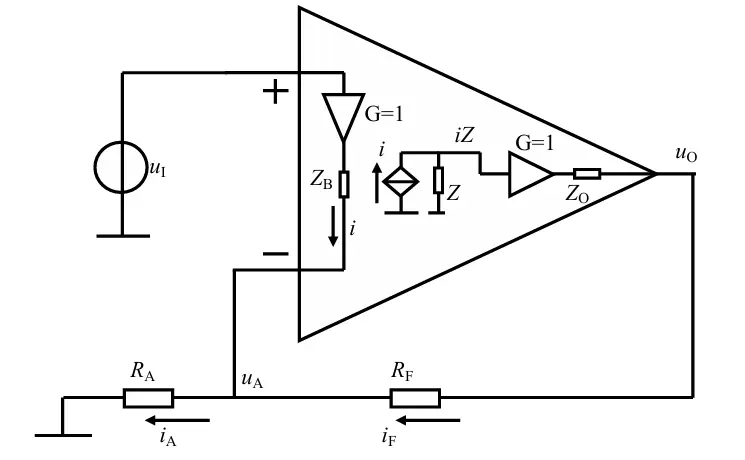 +
G=1
iZ
G=1
u_O
i
u_I
Z_B
Z
Z_O
i
−
R_A
u_A
R_F
i_A
i_F